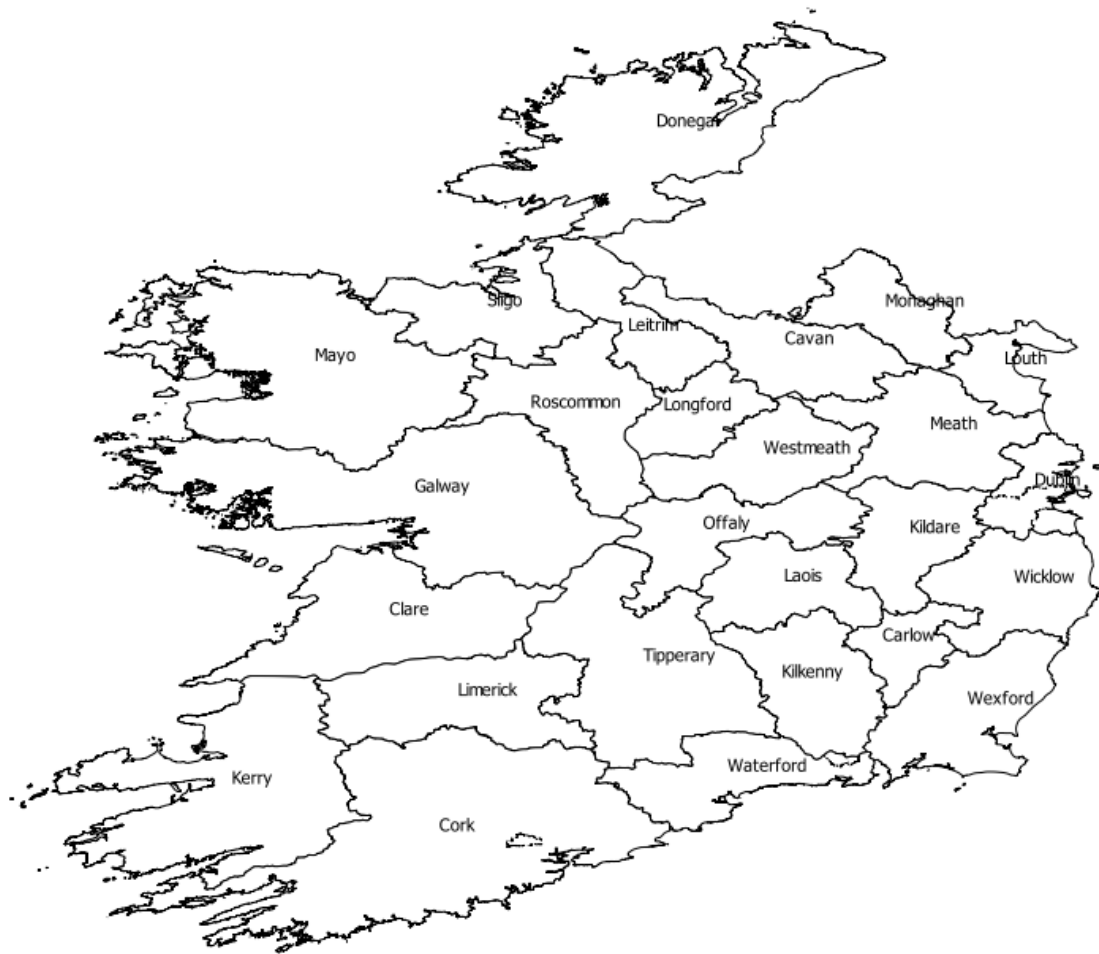 Donegal
Sligo
Leitrim
Monaghan
Cavan
Louth
Mayo
Roscommon
Longford
Meath
Westmeath
Dublin
Galway
Offaly
Kildare
Laois
Wicklow
Clare
Carlow
Tipperary
Kilkenny
Limerick
Wexford
Kerry
Waterford
Cork